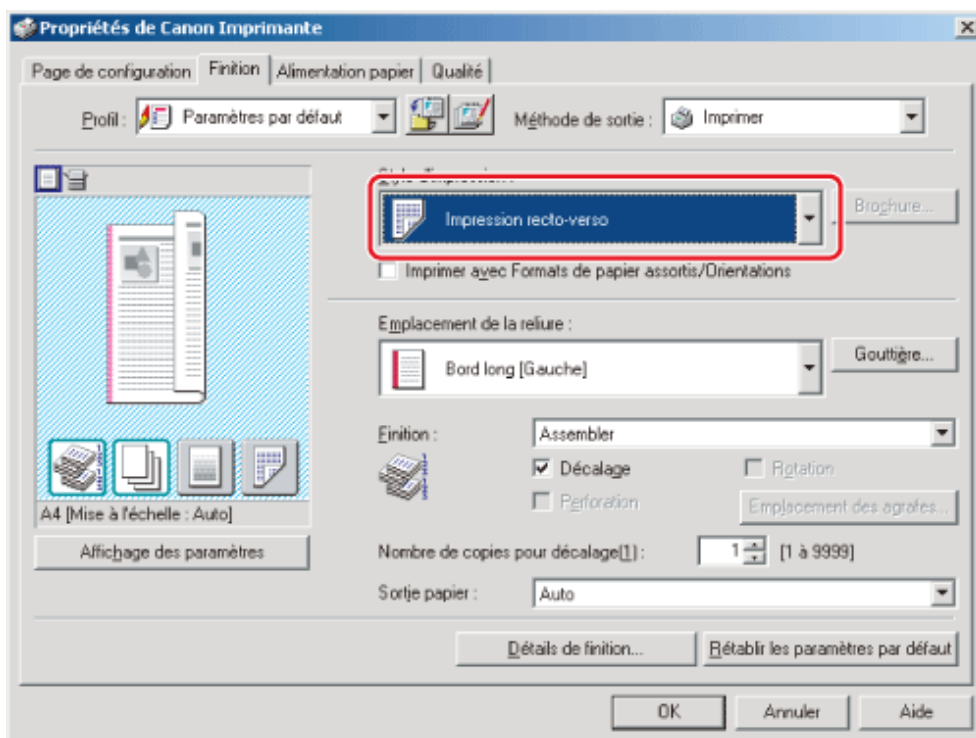 Propriétés de Canon Imprimante
Page de configuration Finition Alimentation papier Qualité
Profil : Paramètres par défaut Méthode de sortie : Imprimer
Impression recto-verso Brochure...
Imprimer avec Formats de papier assortis/Orientations
Emplacement de la reliure :
Bord long [Gauche] Gouttière...
Finition : Assembler
Décalage Rotation
Perforation Emplacement des agrafes...
A4 [Mise à l'échelle : Auto]
Affichage des paramètres Nombre de copies pour décalage(1) : 1 [1 à 9999]
Sortie papier : Auto
Détails de finition... Rétablir les paramètres par défaut
OK Annuler Aide